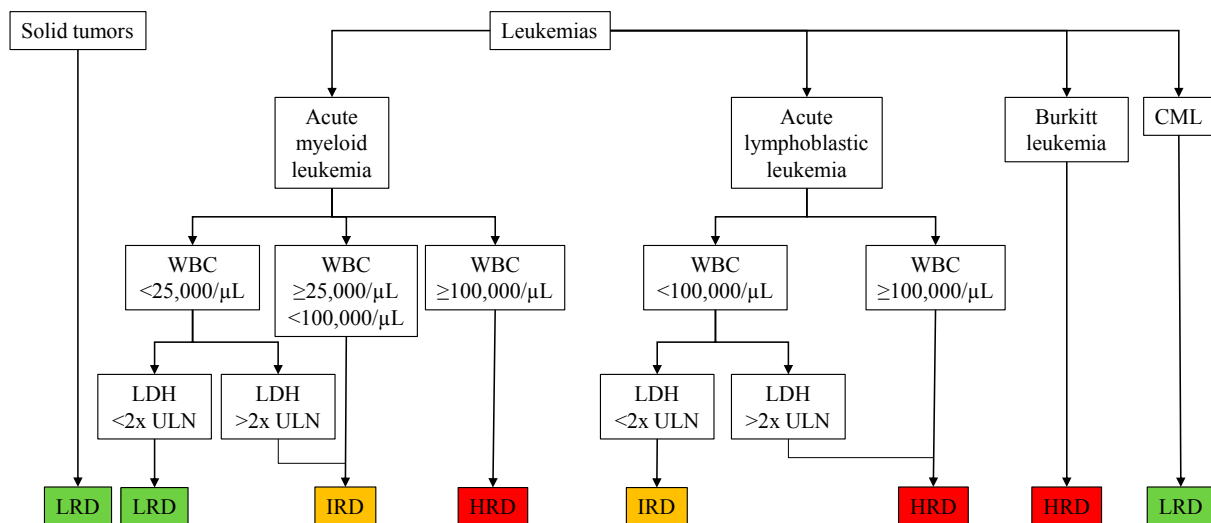 Solid tumors
Leukemias
Acute
myeloid
leukemia
Acute
lymphoblastic
leukemia
Burkitt
leukemia
CML
WBC
<25,000/µL
WBC
≥25,000/µL
<100,000/µL
WBC
≥100,000/µL
WBC
<100,000/µL
WBC
≥100,000/µL
LDH
<2x ULN
LDH
>2x ULN
LDH
<2x ULN
LDH
>2x ULN
LRD
LRD
IRD
HRD
IRD
HRD
HRD
LRD